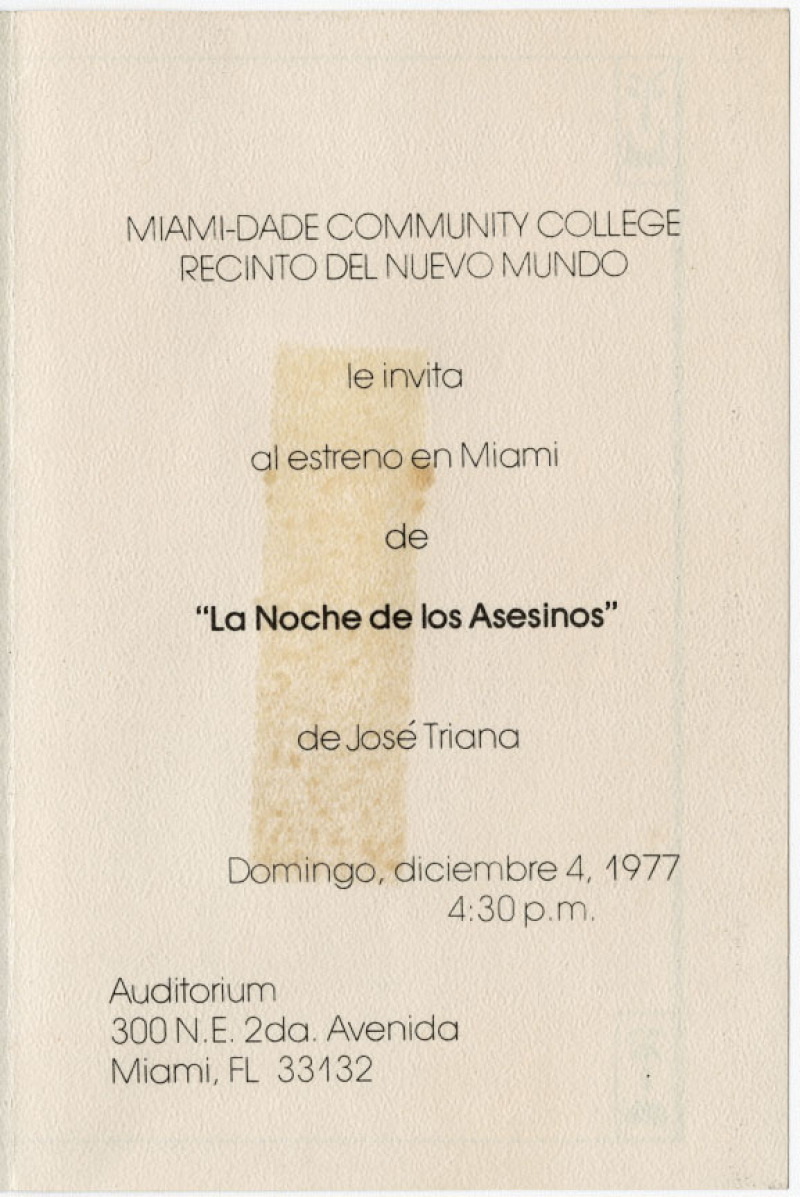 MIAMI-DADE COMMUNITY COLLEGE
RECINTO DEL NUEVO MUNDO
le invita
al estreno en Miami
de
“La Noche de los Asesinos”
de José Triana
Domingo, diciembre 4, 1977
4:30 p.m.
Auditorium
300 N.E. 2da. Avenida
Miami, FL 33132